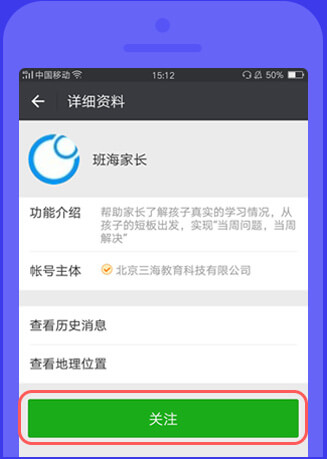 中国移动 15:12 50%
详细资料
班海家长
功能介绍 帮助家长了解孩子真实的学习情况，从
孩子的短板出发，实现“当周问题，当周
解决”
帐号主体 北京三海教育科技有限公司
查看历史消息
查看地理位置
关注